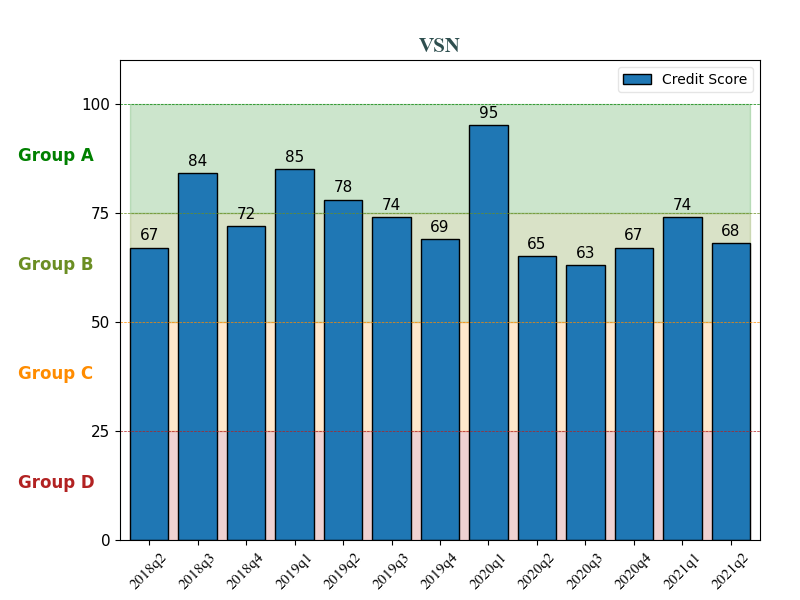 VSN
Credit Score
100
75
50
25
0
Group A
Group B
Group C
Group D
67
84
72
85
78
74
69
95
65
63
67
74
68
2018q2
2018q3
2018q4
2019q1
2019q2
2019q3
2019q4
2020q1
2020q2
2020q3
2020q4
2021q1
2021q2